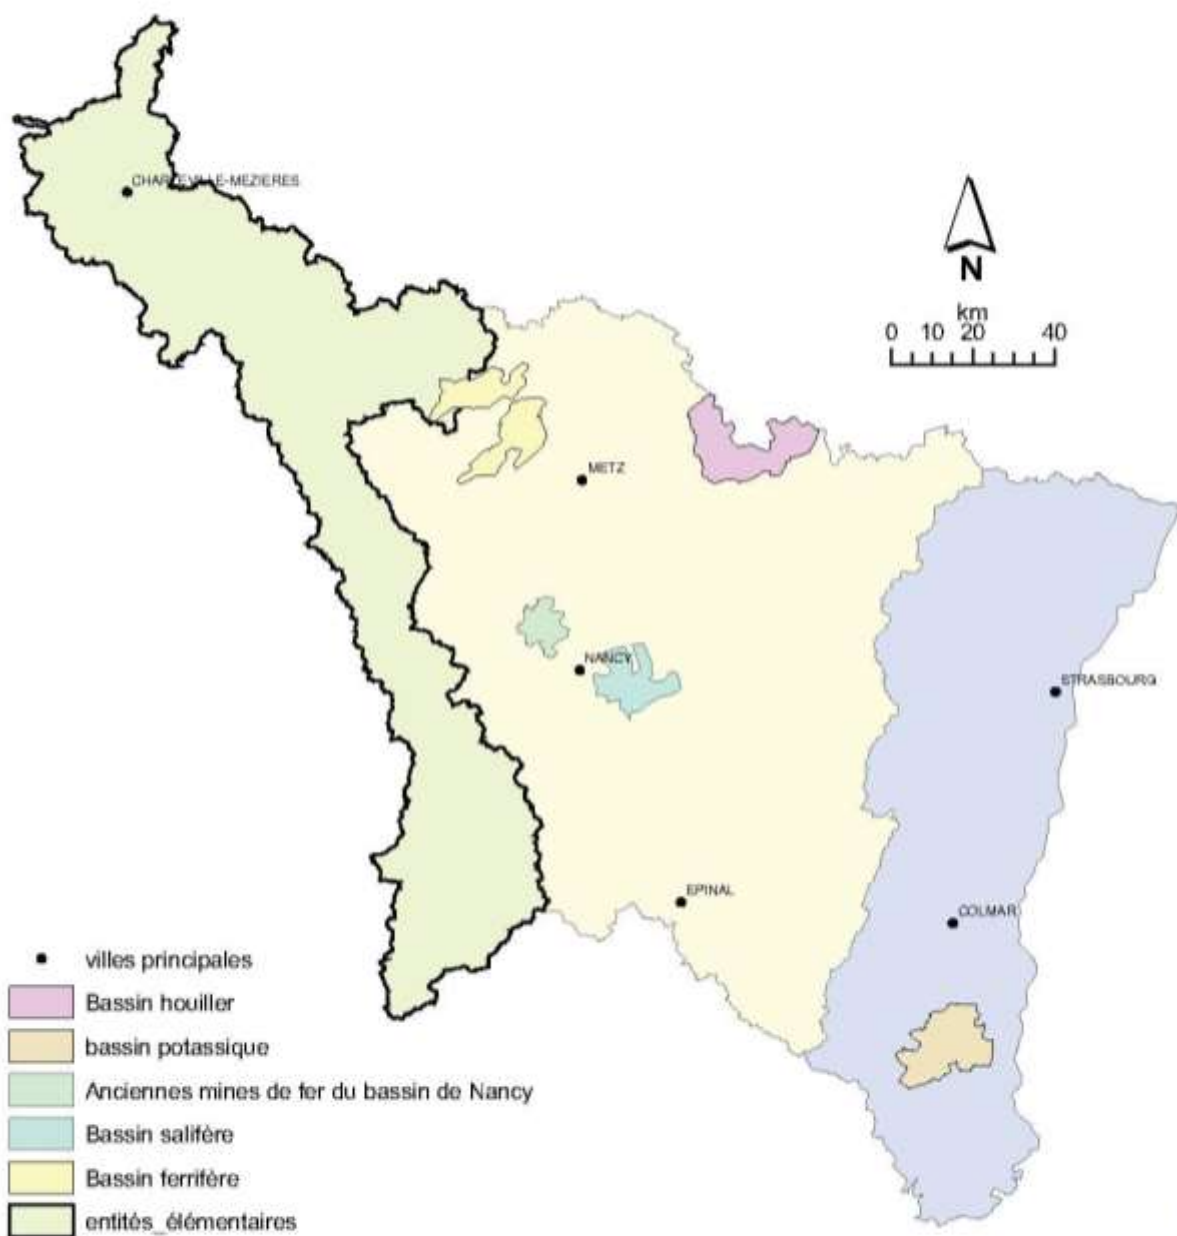 CHARLEVILLE-MEZIERES
N
km
0 10 20 40
METZ
NANCY
STRASBOURG
EPINAL
COLMAR
villes principales
Bassin houiller
bassin potassique
Anciennes mines de fer du bassin de Nancy
Bassin salifère
Bassin ferrifère
entités_élémentaires